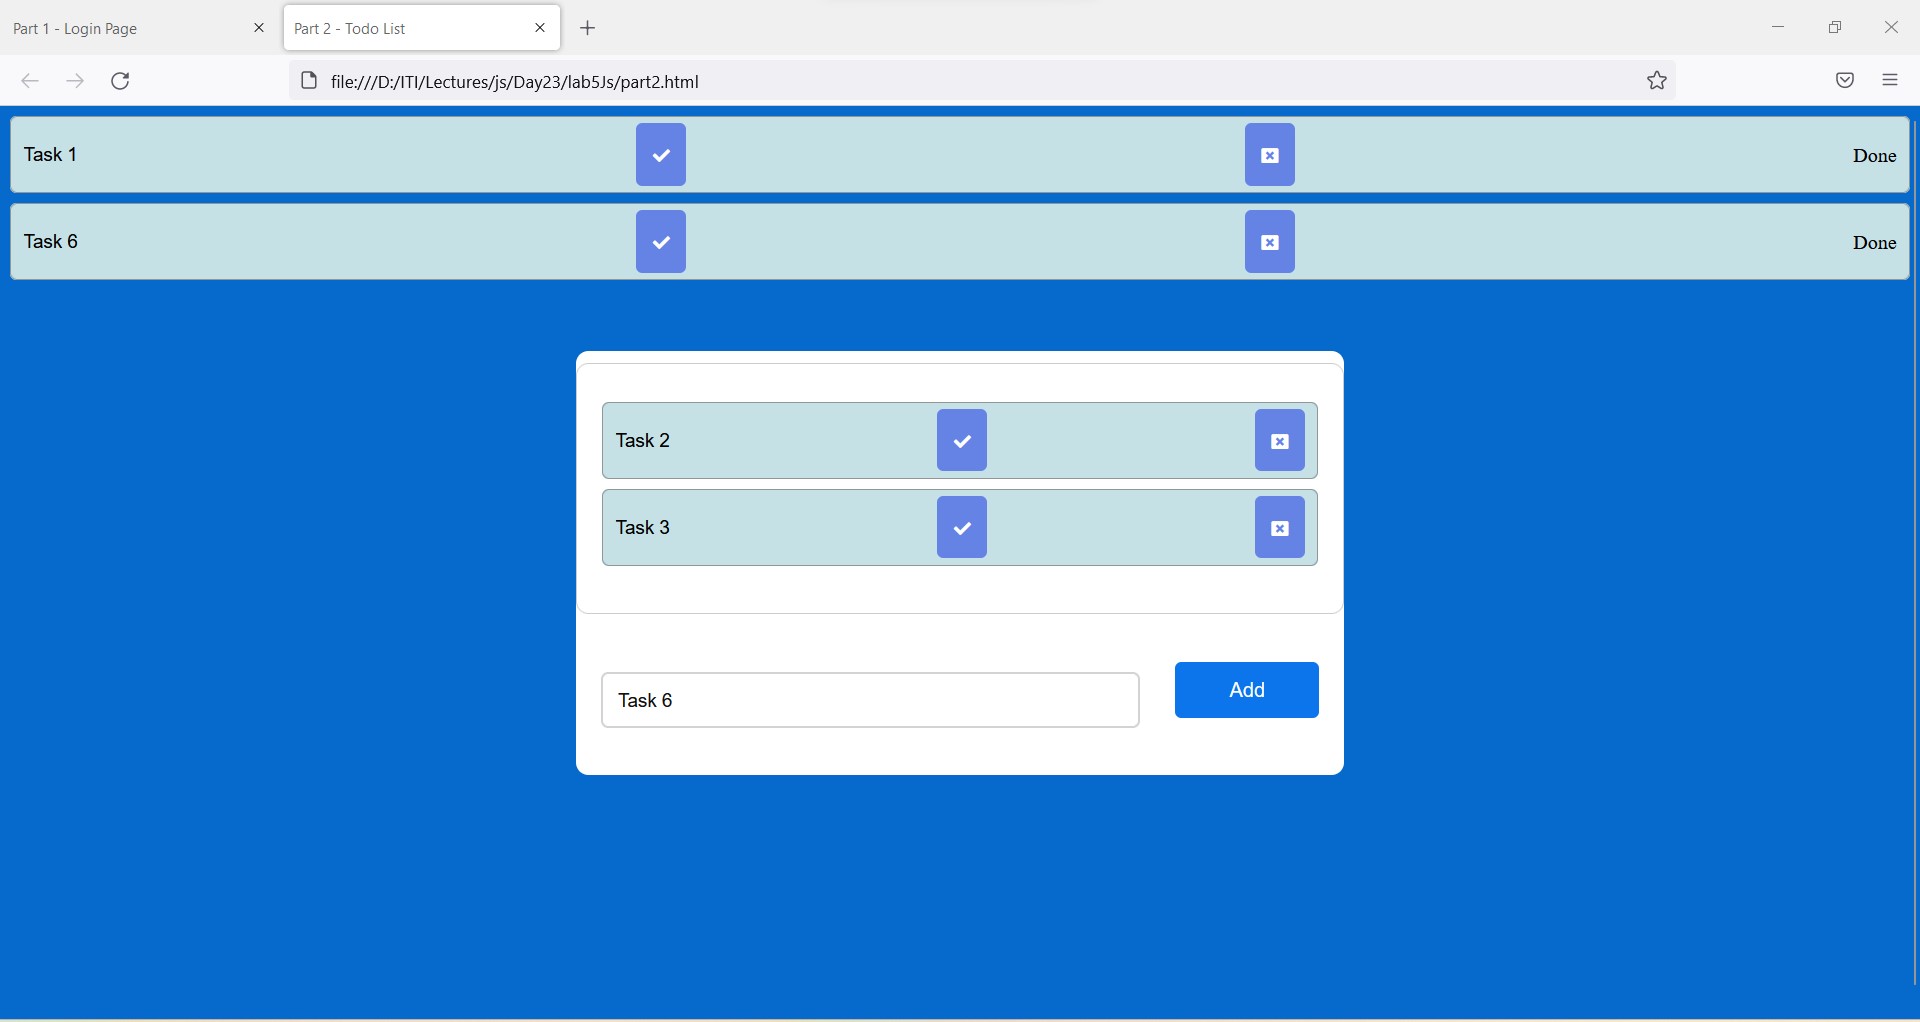 Part 1 - Login Page
Part 2 - Todo List
file:///D:/ITI/Lectures/js/Day23/lab5Js/part2.html
Task 1 Done
Task 6 Done
Task 2
Task 3
Task 6 Add